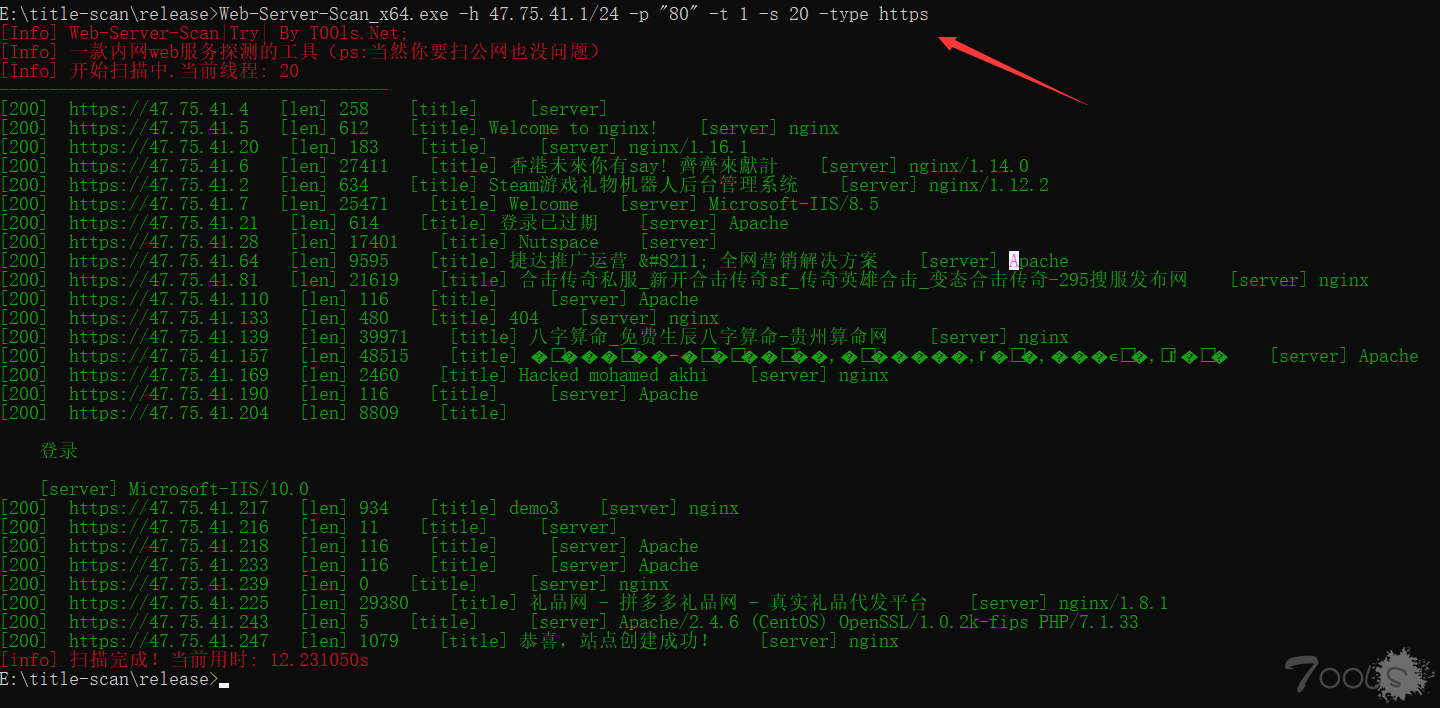 E:\title-scan\release>Web-Server-Scan_x64.exe -h 47.75.41.1/24 -p "80" -t 1 -s 20 -type https
[Info] Web-Server-Scan|Try| By T00ls.Net;
[Info] 一款内网web服务探测的工具（ps:当然你要扫公网也没问题）
[Info] 开始扫描中.当前线程: 20
---------------------------------------
[200] https://47.75.41.4 [len] 258 [title] [server]
[200] https://47.75.41.5 [len] 612 [title] Welcome to nginx! [server] nginx
[200] https://47.75.41.20 [len] 183 [title] [server] nginx/1.16.1
[200] https://47.75.41.6 [len] 27411 [title] 香港未來你有say! 齊齊來獻計 [server] nginx/1.14.0
[200] https://47.75.41.2 [len] 634 [title] Steam游戏礼物机器人后台管理系统 [server] nginx/1.12.2
[200] https://47.75.41.7 [len] 25471 [title] Welcome [server] Microsoft-IIS/8.5
[200] https://47.75.41.21 [len] 614 [title] 登录已过期 [server] Apache
[200] https://47.75.41.28 [len] 17401 [title] Nutspace [server]
[200] https://47.75.41.64 [len] 9595 [title] 捷达推广运营 &#8211; 全网营销解决方案 [server] Apache
[200] https://47.75.41.81 [len] 21619 [title] 合击传奇私服_新开合击传奇sf_传奇英雄合击_变态合击传奇-295搜服发布网 [server] nginx
[200] https://47.75.41.110 [len] 116 [title] [server] Apache
[200] https://47.75.41.133 [len] 480 [title] 404 [server] nginx
[200] https://47.75.41.139 [len] 39971 [title] 八字算命_免费生辰八字算命-贵州算命网 [server] nginx
[200] https://47.75.41.157 [len] 48515 [title] [server] Apache
[200] https://47.75.41.169 [len] 2460 [title] Hacked mohamed akhi [server] nginx
[200] https://47.75.41.190 [len] 116 [title] [server] Apache
[200] https://47.75.41.204 [len] 8809 [title]
登录
[server] Microsoft-IIS/10.0
[200] https://47.75.41.217 [len] 934 [title] demo3 [server] nginx
[200] https://47.75.41.216 [len] 11 [title] [server]
[200] https://47.75.41.218 [len] 116 [title] [server] Apache
[200] https://47.75.41.233 [len] 116 [title] [server] Apache
[200] https://47.75.41.239 [len] 0 [title] [server] nginx
[200] https://47.75.41.225 [len] 29380 [title] 礼品网 - 拼多多礼品网 - 真实礼品代发平台 [server] nginx/1.8.1
[200] https://47.75.41.243 [len] 5 [title] [server] Apache/2.4.6 (CentOS) OpenSSL/1.0.2k-fips PHP/7.1.33
[200] https://47.75.41.247 [len] 1079 [title] 恭喜，站点创建成功！ [server] nginx
[info] 扫描完成！当前用时: 12.231050s
E:\title-scan\release>
TOOLS